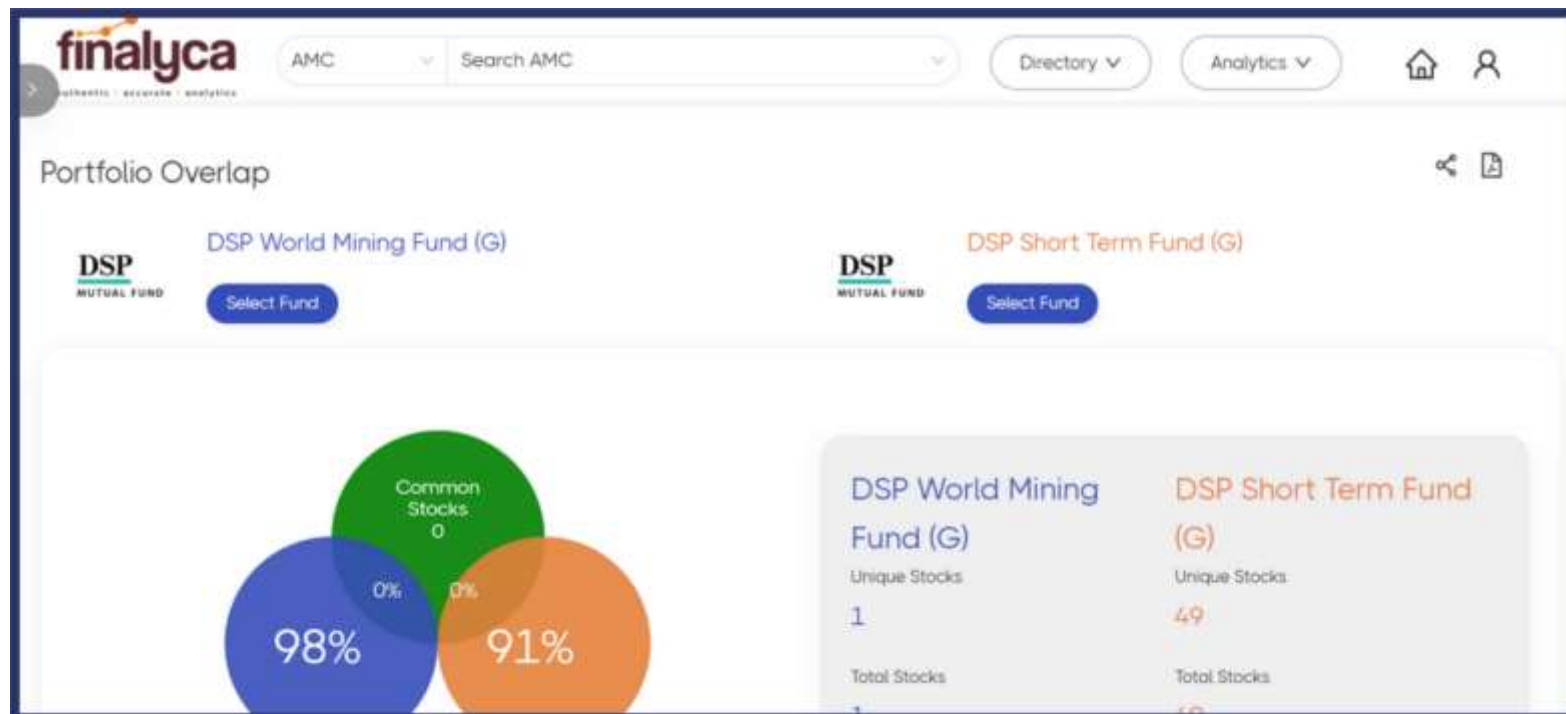 finalyca
authentic · accurate · analytics
AMC
Search AMC
Directory
Analytics
Portfolio Overlap
DSP
MUTUAL FUND
DSP World Mining Fund (G)
Select Fund
DSP
MUTUAL FUND
DSP Short Term Fund (G)
Select Fund
Common
Stocks
0
0%
0%
98%
91%
DSP World Mining
Fund (G)
Unique Stocks
1
Total Stocks
DSP Short Term Fund
(G)
Unique Stocks
49
Total Stocks